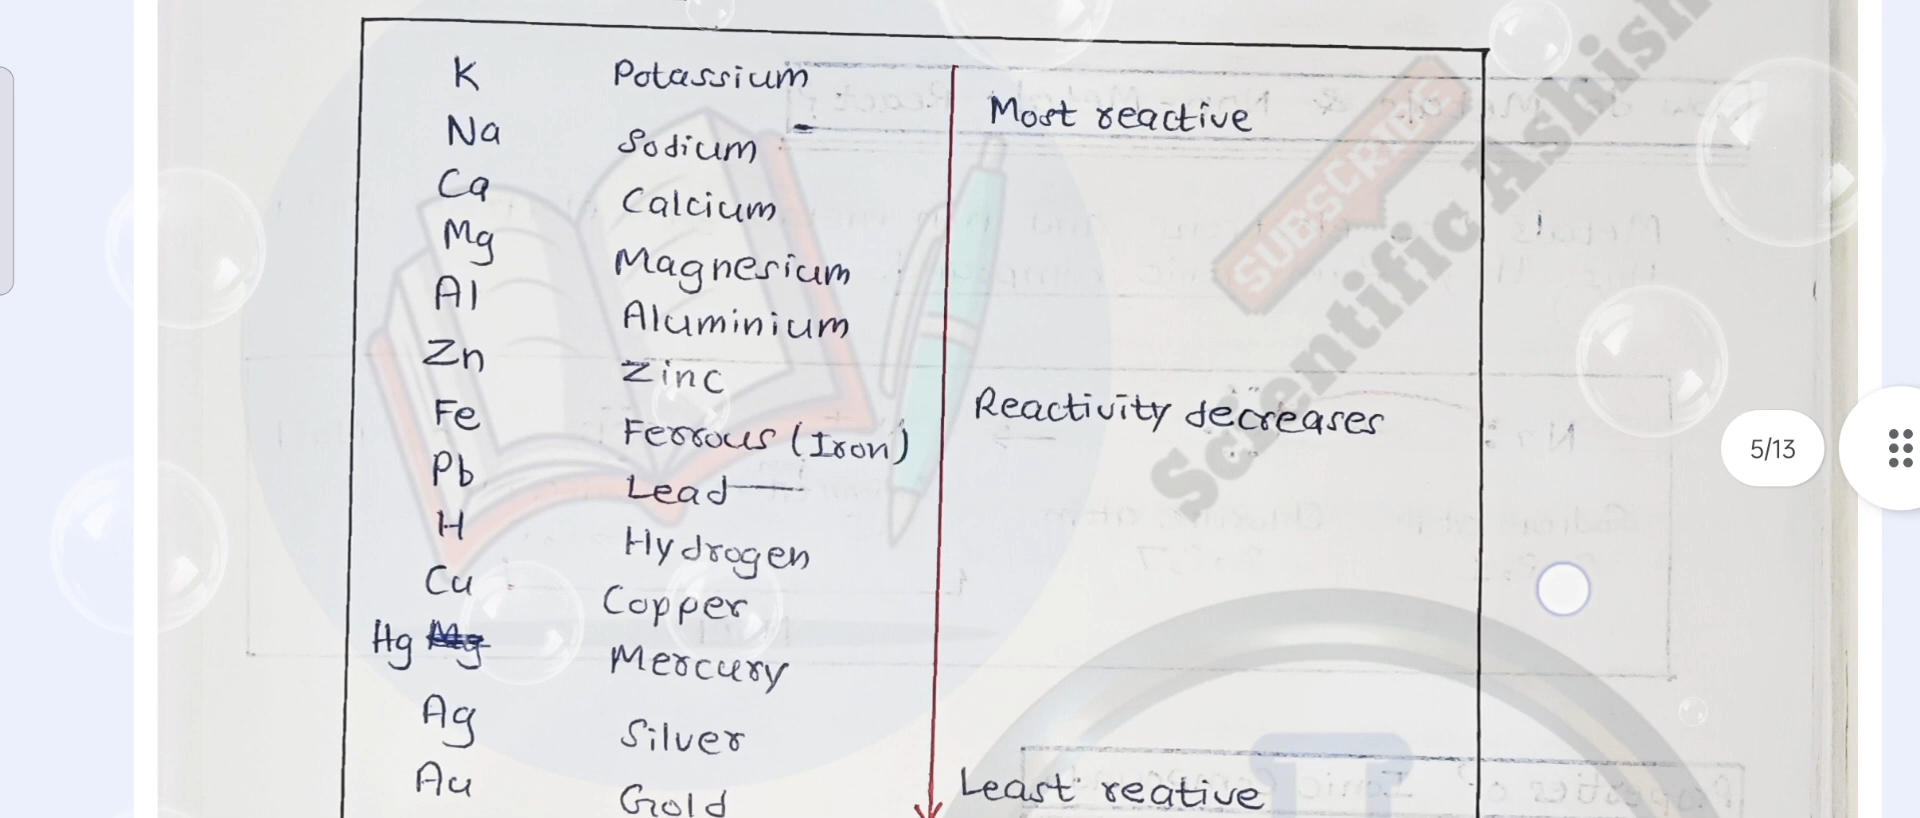 K Potassium
Most reactive
Na Sodium
Ca Calcium
Mg Magnesium
Al Aluminium
Zn Zinc
Reactivity decreases
Fe Ferrous (Iron)
Pb Lead
H Hydrogen
Cu Copper
Hg Mg Mercury
Ag Silver
Au Gold
Least reative
SUBSCRIBE
Scientific Ashish
5/13